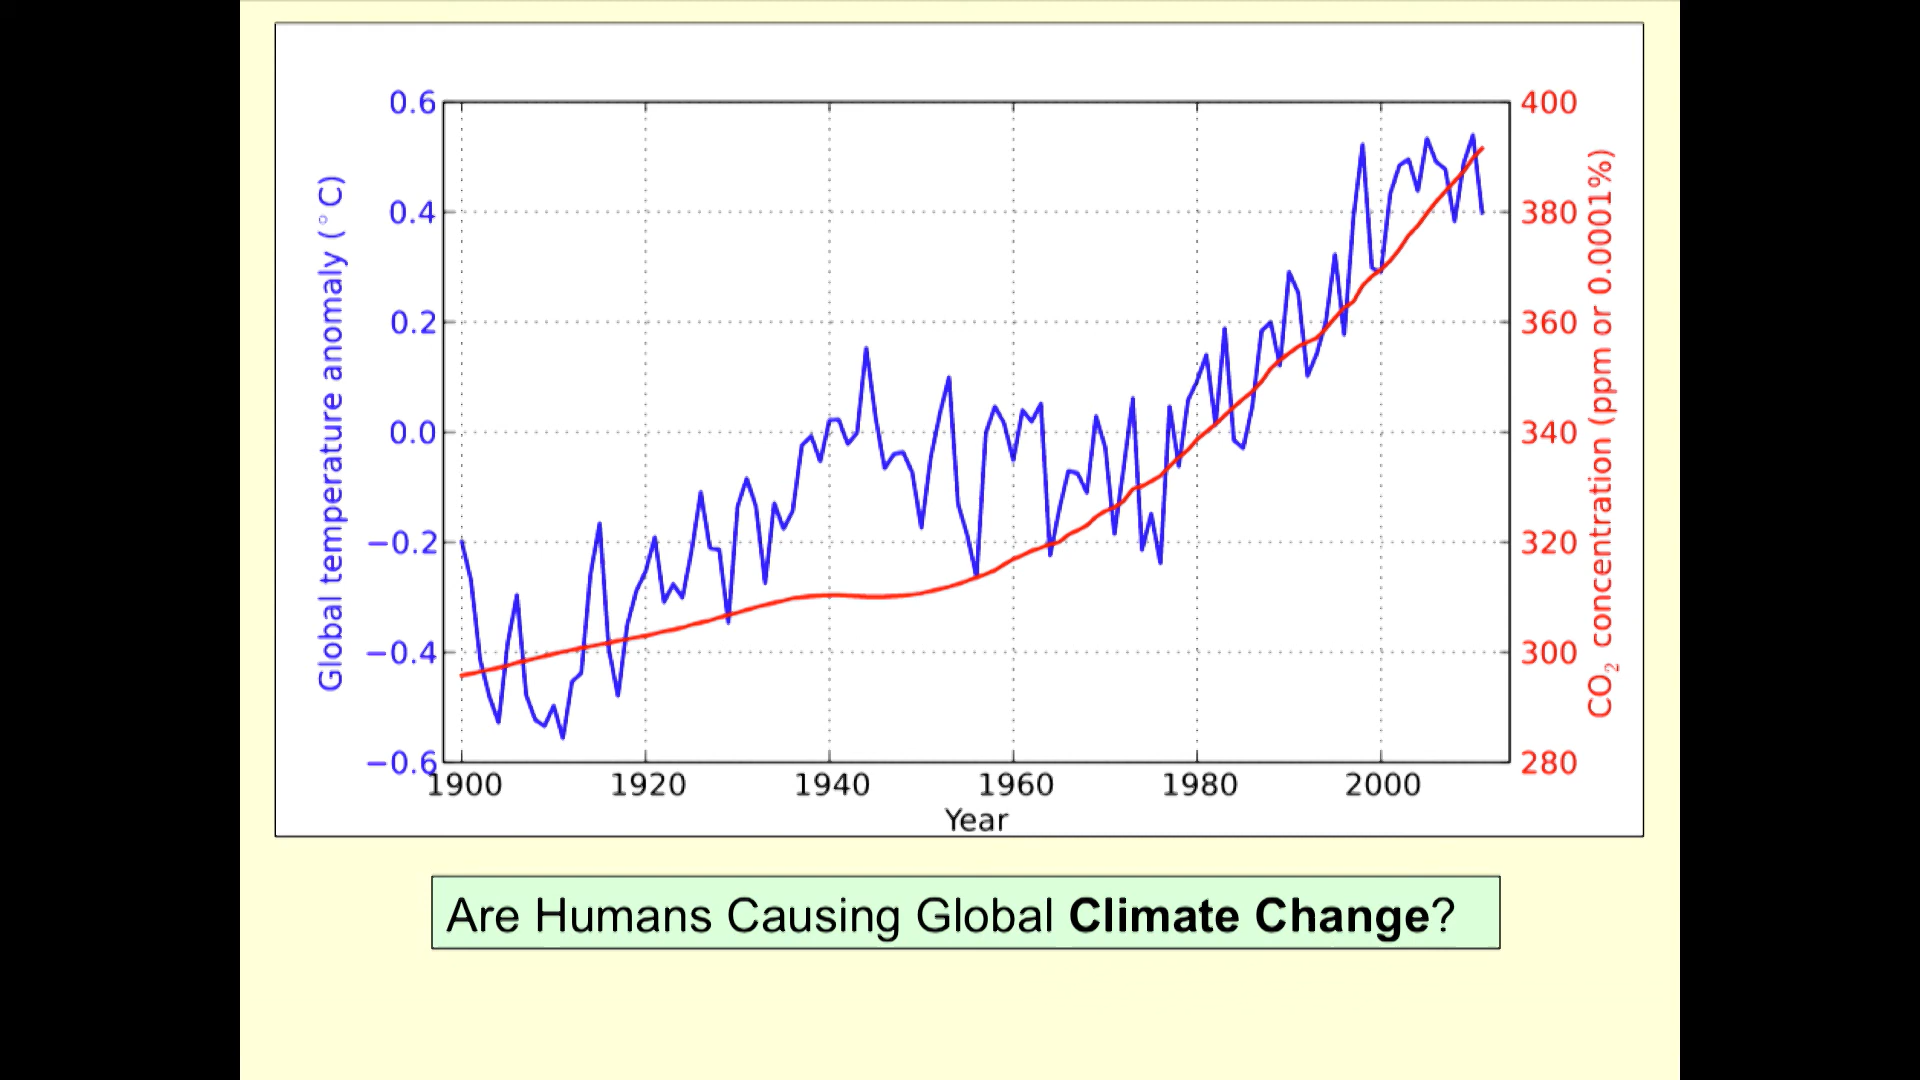 0.6
0.4
0.2
0.0
−0.2
−0.4
−0.6
Global temperature anomaly (°C)
400
380
360
340
320
300
280
CO₂ concentration (ppm or 0.0001%)
1900 1920 1940 1960 1980 2000
Year
Are Humans Causing Global Climate Change?